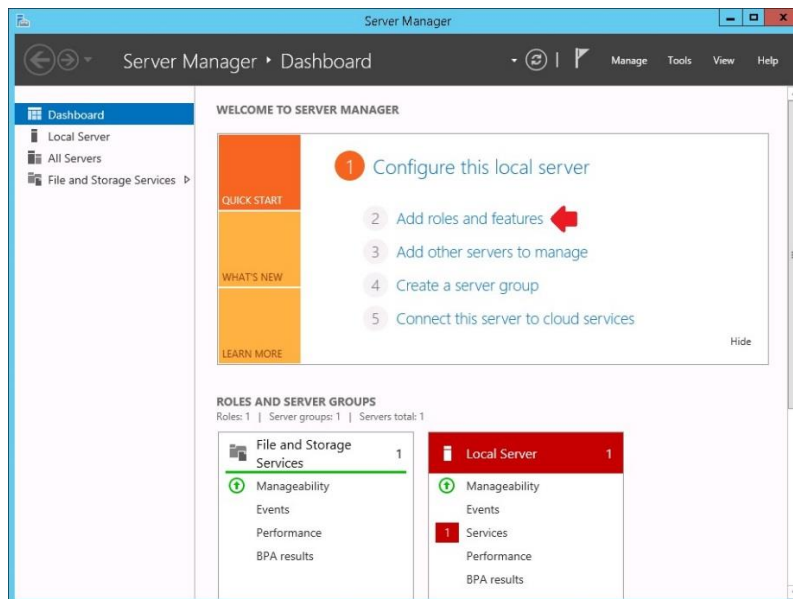 Server Manager
Server Manager • Dashboard
Manage Tools View Help
Dashboard
Local Server
All Servers
File and Storage Services
WELCOME TO SERVER MANAGER
QUICK START
WHAT'S NEW
LEARN MORE
1 Configure this local server
2 Add roles and features
3 Add other servers to manage
4 Create a server group
5 Connect this server to cloud services
Hide
ROLES AND SERVER GROUPS
Roles: 1 | Server groups: 1 | Servers total: 1
File and Storage
Services
1
Manageability
Events
Performance
BPA results
Local Server 1
Manageability
Events
1 Services
Performance
BPA results